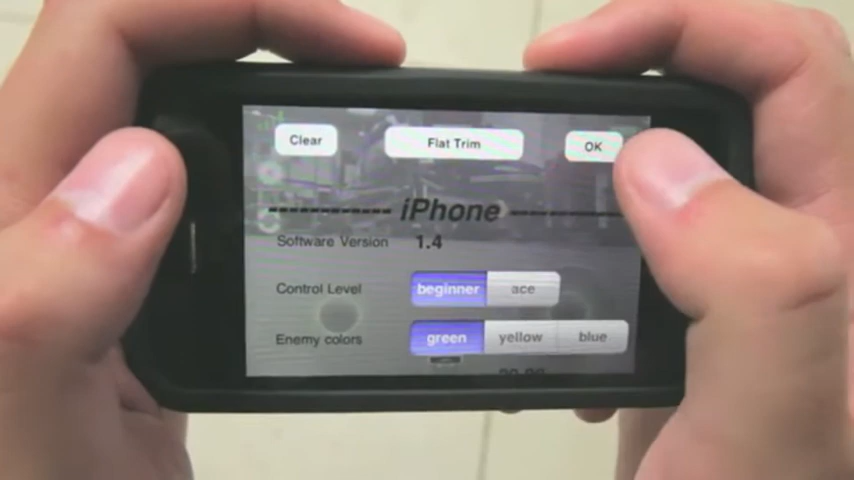 Clear Flat Trim OK
iPhone
Software Version 1.4
Control Level beginner ace
Enemy colors green yellow blue